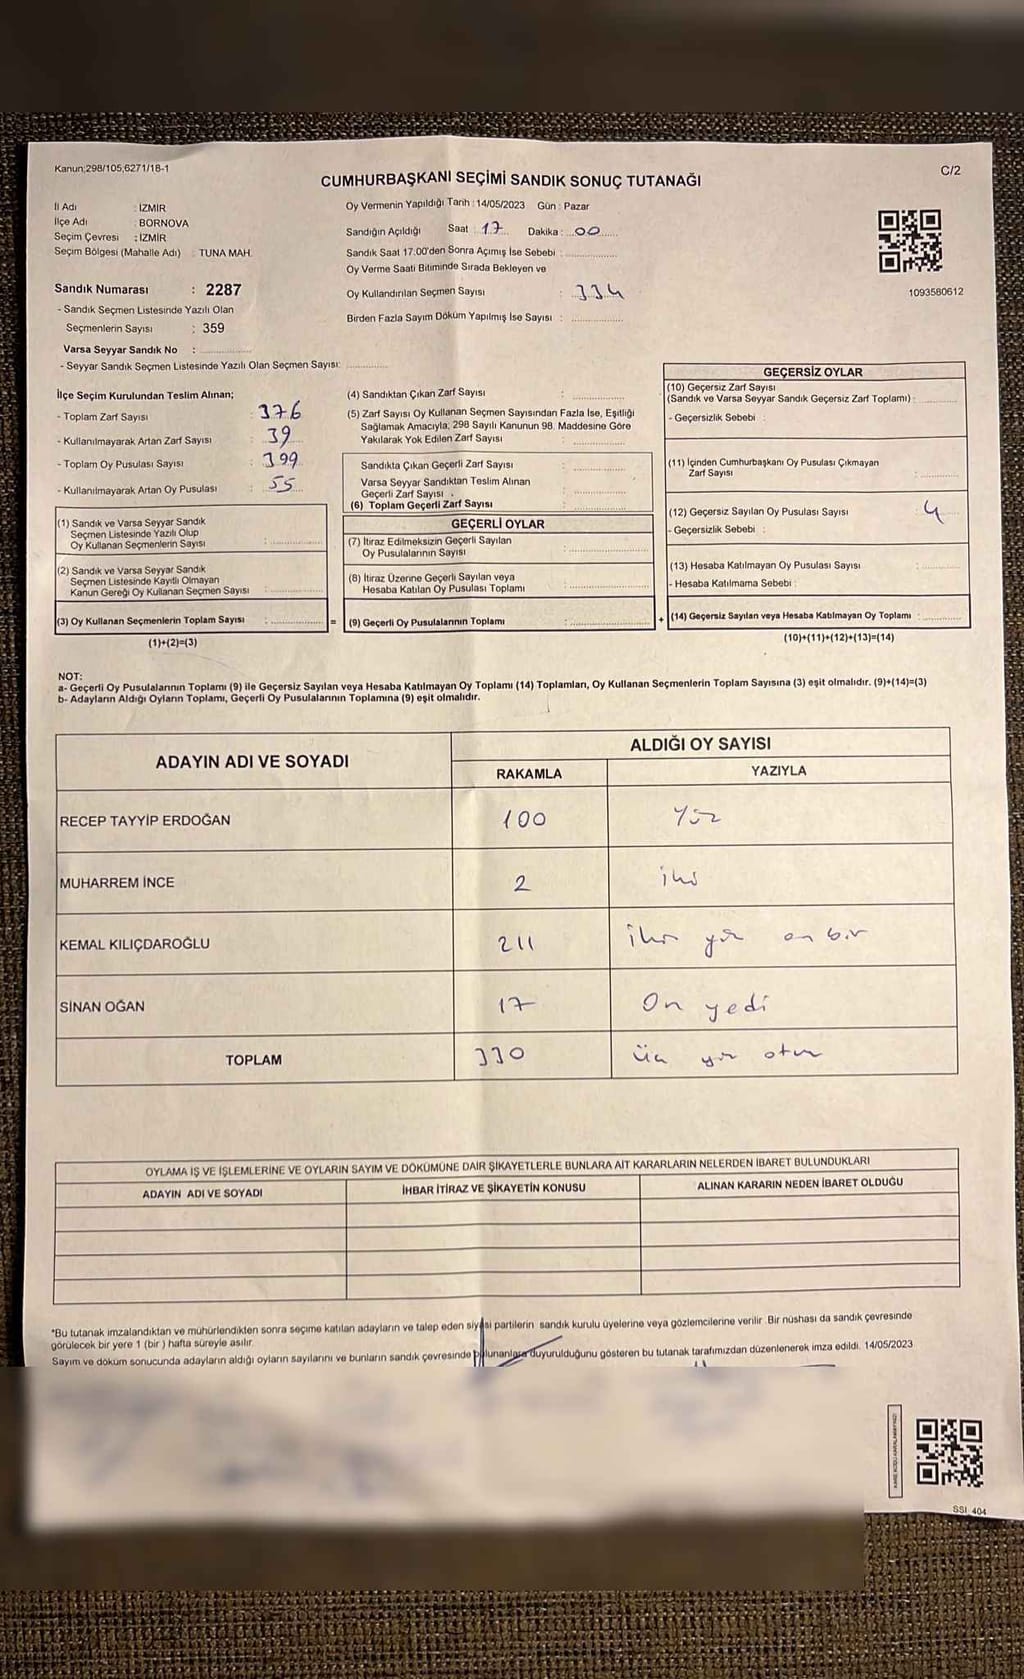 Kanun;298/105,6271/18-1
C/2
CUMHURBAŞKANI SEÇİMİ SANDIK SONUÇ TUTANAĞI
İl Adı : İZMİR
İlçe Adı : BORNOVA
Seçim Çevresi : İZMİR
Seçim Bölgesi (Mahalle Adı) : TUNA MAH.
Sandık Numarası : 2287
- Sandık Seçmen Listesinde Yazılı Olan
Seçmenlerin Sayısı : 359
Varsa Seyyar Sandık No :
- Seyyar Sandık Seçmen Listesinde Yazılı Olan Seçmen Sayısı:
Oy Vermenin Yapıldığı Tarih : 14/05/2023 Gün : Pazar
Sandığın Açıldığı Saat : 17 Dakika : 00
Sandık Saat 17:00'den Sonra Açımış İse Sebebi :
Oy Verme Saati Bitiminde Sırada Bekleyen ve
Oy Kullandırılan Seçmen Sayısı : 334
Birden Fazla Sayım Döküm Yapılmış İse Sayısı :
1093580612
İlçe Seçim Kurulundan Teslim Alınan;
- Toplam Zarf Sayısı : 376
- Kullanılmayarak Artan Zarf Sayısı : 39
- Toplam Oy Pusulası Sayısı : 399
- Kullanılmayarak Artan Oy Pusulası : 55
(1) Sandık ve Varsa Seyyar Sandık
Seçmen Listesinde Yazılı Olup
Oy Kullanan Seçmenlerin Sayısı :
(2) Sandık ve Varsa Seyyar Sandık
Seçmen Listesinde Kayıtlı Olmayan
Kanun Gereği Oy Kullanan Seçmen Sayısı :
(3) Oy Kullanan Seçmenlerin Toplam Sayısı :
(1)+(2)=(3)
=
(4) Sandıktan Çıkan Zarf Sayısı :
(5) Zarf Sayısı Oy Kullanan Seçmen Sayısından Fazla İse, Eşitliği
Sağlamak Amacıyla; 298 Sayılı Kanunun 98. Maddesine Göre
Yakılarak Yok Edilen Zarf Sayısı :
Sandıkta Çıkan Geçerli Zarf Sayısı :
Varsa Seyyar Sandıktan Teslim Alınan
Geçerli Zarf Sayısı :
(6) Toplam Geçerli Zarf Sayısı :
GEÇERLİ OYLAR
(7) İtiraz Edilmeksizin Geçerli Sayılan
Oy Pusulalarının Sayısı :
(8) İtiraz Üzerine Geçerli Sayılan veya
Hesaba Katılan Oy Pusulası Toplamı :
(9) Geçerli Oy Pusulalarının Toplamı :
+
GEÇERSİZ OYLAR
(10) Geçersiz Zarf Sayısı
(Sandık ve Varsa Seyyar Sandık Geçersiz Zarf Toplamı) :
- Geçersizlik Sebebi :
(11) İçinden Cumhurbaşkanı Oy Pusulası Çıkmayan
Zarf Sayısı :
(12) Geçersiz Sayılan Oy Pusulası Sayısı : 4
- Geçersizlik Sebebi :
(13) Hesaba Katılmayan Oy Pusulası Sayısı :
- Hesaba Katılmama Sebebi :
(14) Geçersiz Sayılan veya Hesaba Katılmayan Oy Toplamı :
(10)+(11)+(12)+(13)=(14)
NOT:
a- Geçerli Oy Pusulalarının Toplamı (9) ile Geçersiz Sayılan veya Hesaba Katılmayan Oy Toplamı (14) Toplamları, Oy Kullanan Seçmenlerin Toplam Sayısına (3) eşit olmalıdır. (9)+(14)=(3)
b- Adayların Aldığı Oyların Toplamı, Geçerli Oy Pusulalarının Toplamına (9) eşit olmalıdır.
ADAYIN ADI VE SOYADI
ALDIĞI OY SAYISI
RAKAMLA YAZIYLA
RECEP TAYYİP ERDOĞAN 100 Yüz
MUHARREM İNCE 2 iki
KEMAL KILIÇDAROĞLU 211 İki yüz on bir
SİNAN OĞAN 17 On yedi
TOPLAM 330 Üç yüz otuz
OYLAMA İŞ VE İŞLEMLERİNE VE OYLARIN SAYIM VE DÖKÜMÜNE DAİR ŞİKAYETLERLE BUNLARA AİT KARARLARIN NELERDEN İBARET BULUNDUKLARI
ADAYIN ADI VE SOYADI İHBAR İTİRAZ VE ŞİKAYETİN KONUSU ALINAN KARARIN NEDEN İBARET OLDUĞU
*Bu tutanak imzalandıktan ve mühürlendikten sonra seçime katılan adayların ve talep eden siyasi partilerin sandık kurulu üyelerine veya gözlemcilerine verilir. Bir nüshası da sandık çevresinde
görülecek bir yere 1 (bir ) hafta süreyle asılır.
Sayım ve döküm sonucunda adayların aldığı oyların sayılarını ve bunların sandık çevresinde bulunanlara duyurulduğunu gösteren bu tutanak tarafımızdan düzenlenerek imza edildi. 14/05/2023
SSI_404